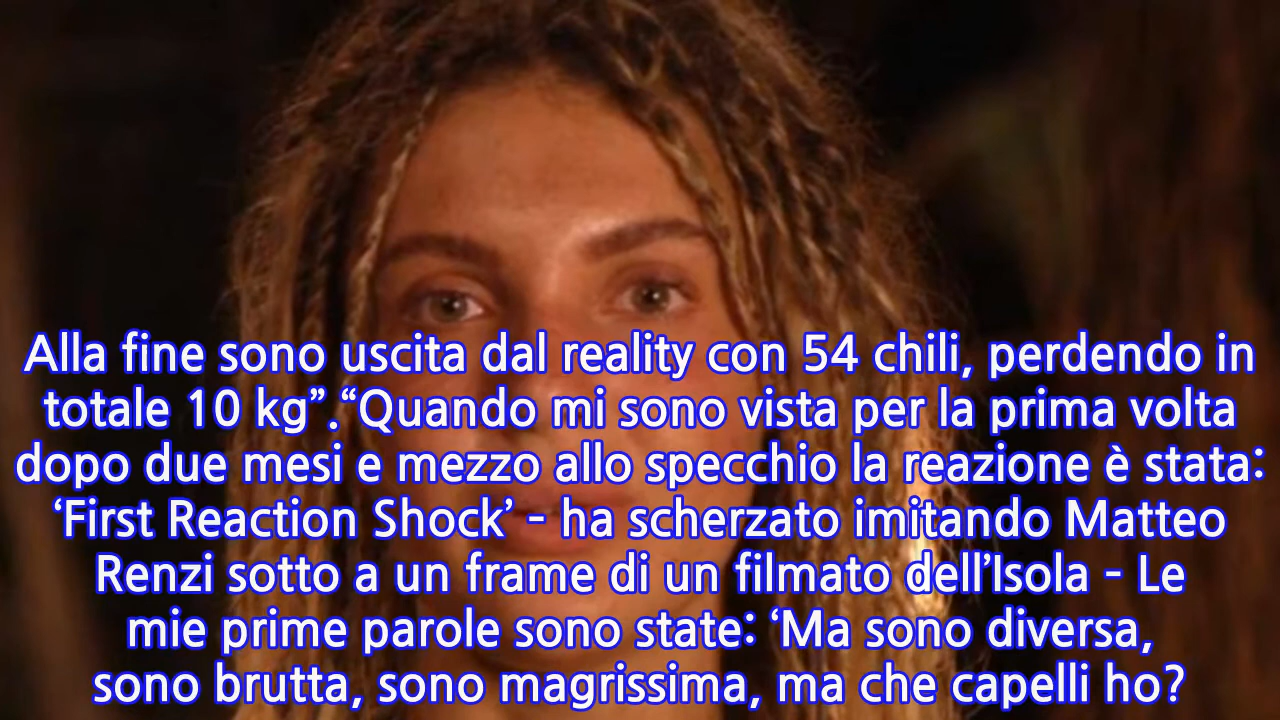 Alla fine sono uscita dal reality con 54 chili, perdendo in
totale 10 kg”.“Quando mi sono vista per la prima volta
dopo due mesi e mezzo allo specchio la reazione è stata:
‘First Reaction Shock’ - ha scherzato imitando Matteo
Renzi sotto a un frame di un filmato dell’Isola - Le
mie prime parole sono state: ‘Ma sono diversa,
sono brutta, sono magrissima, ma che capelli ho?